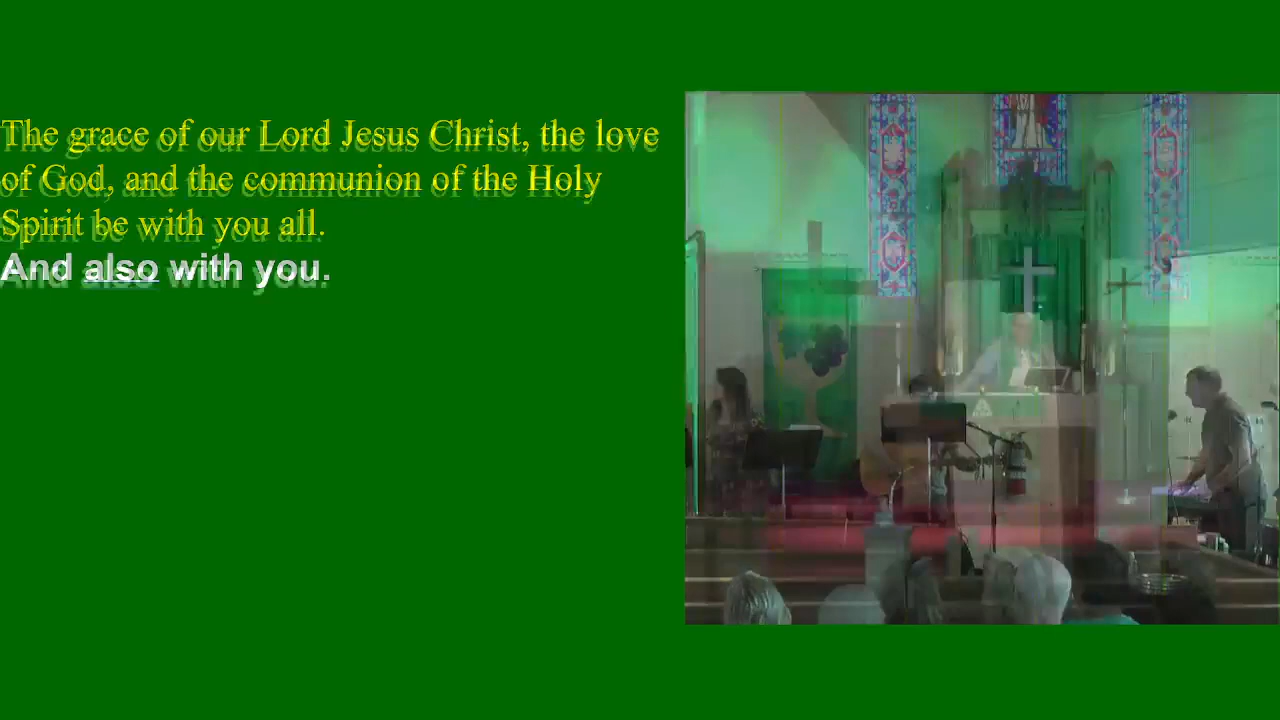 The grace of our Lord Jesus Christ, the love
of God, and the communion of the Holy
Spirit be with you all.
And also with you.